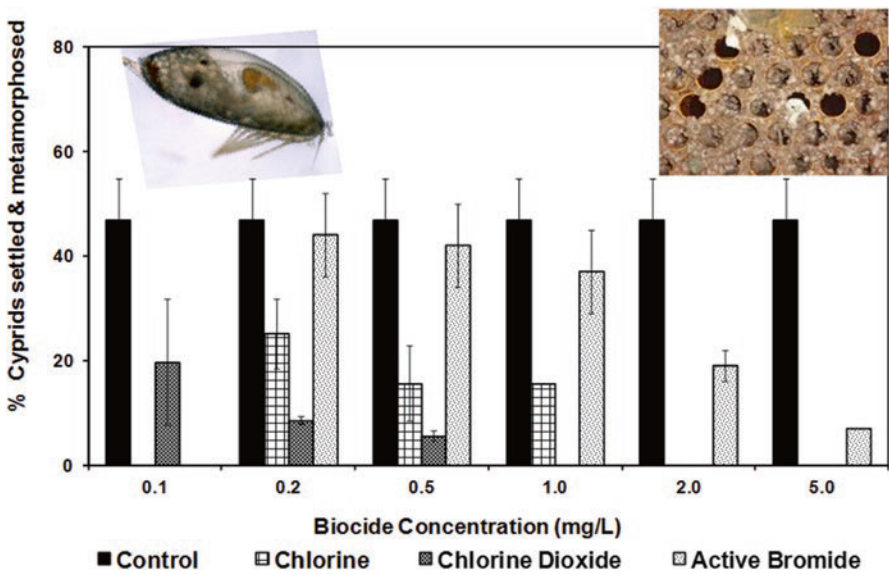 80
60
40
20
0
% Cyprids settled & metamorphosed
0.1 0.2 0.5 1.0 2.0 5.0
Biocide Concentration (mg/L)
Control Chlorine Chlorine Dioxide Active Bromide